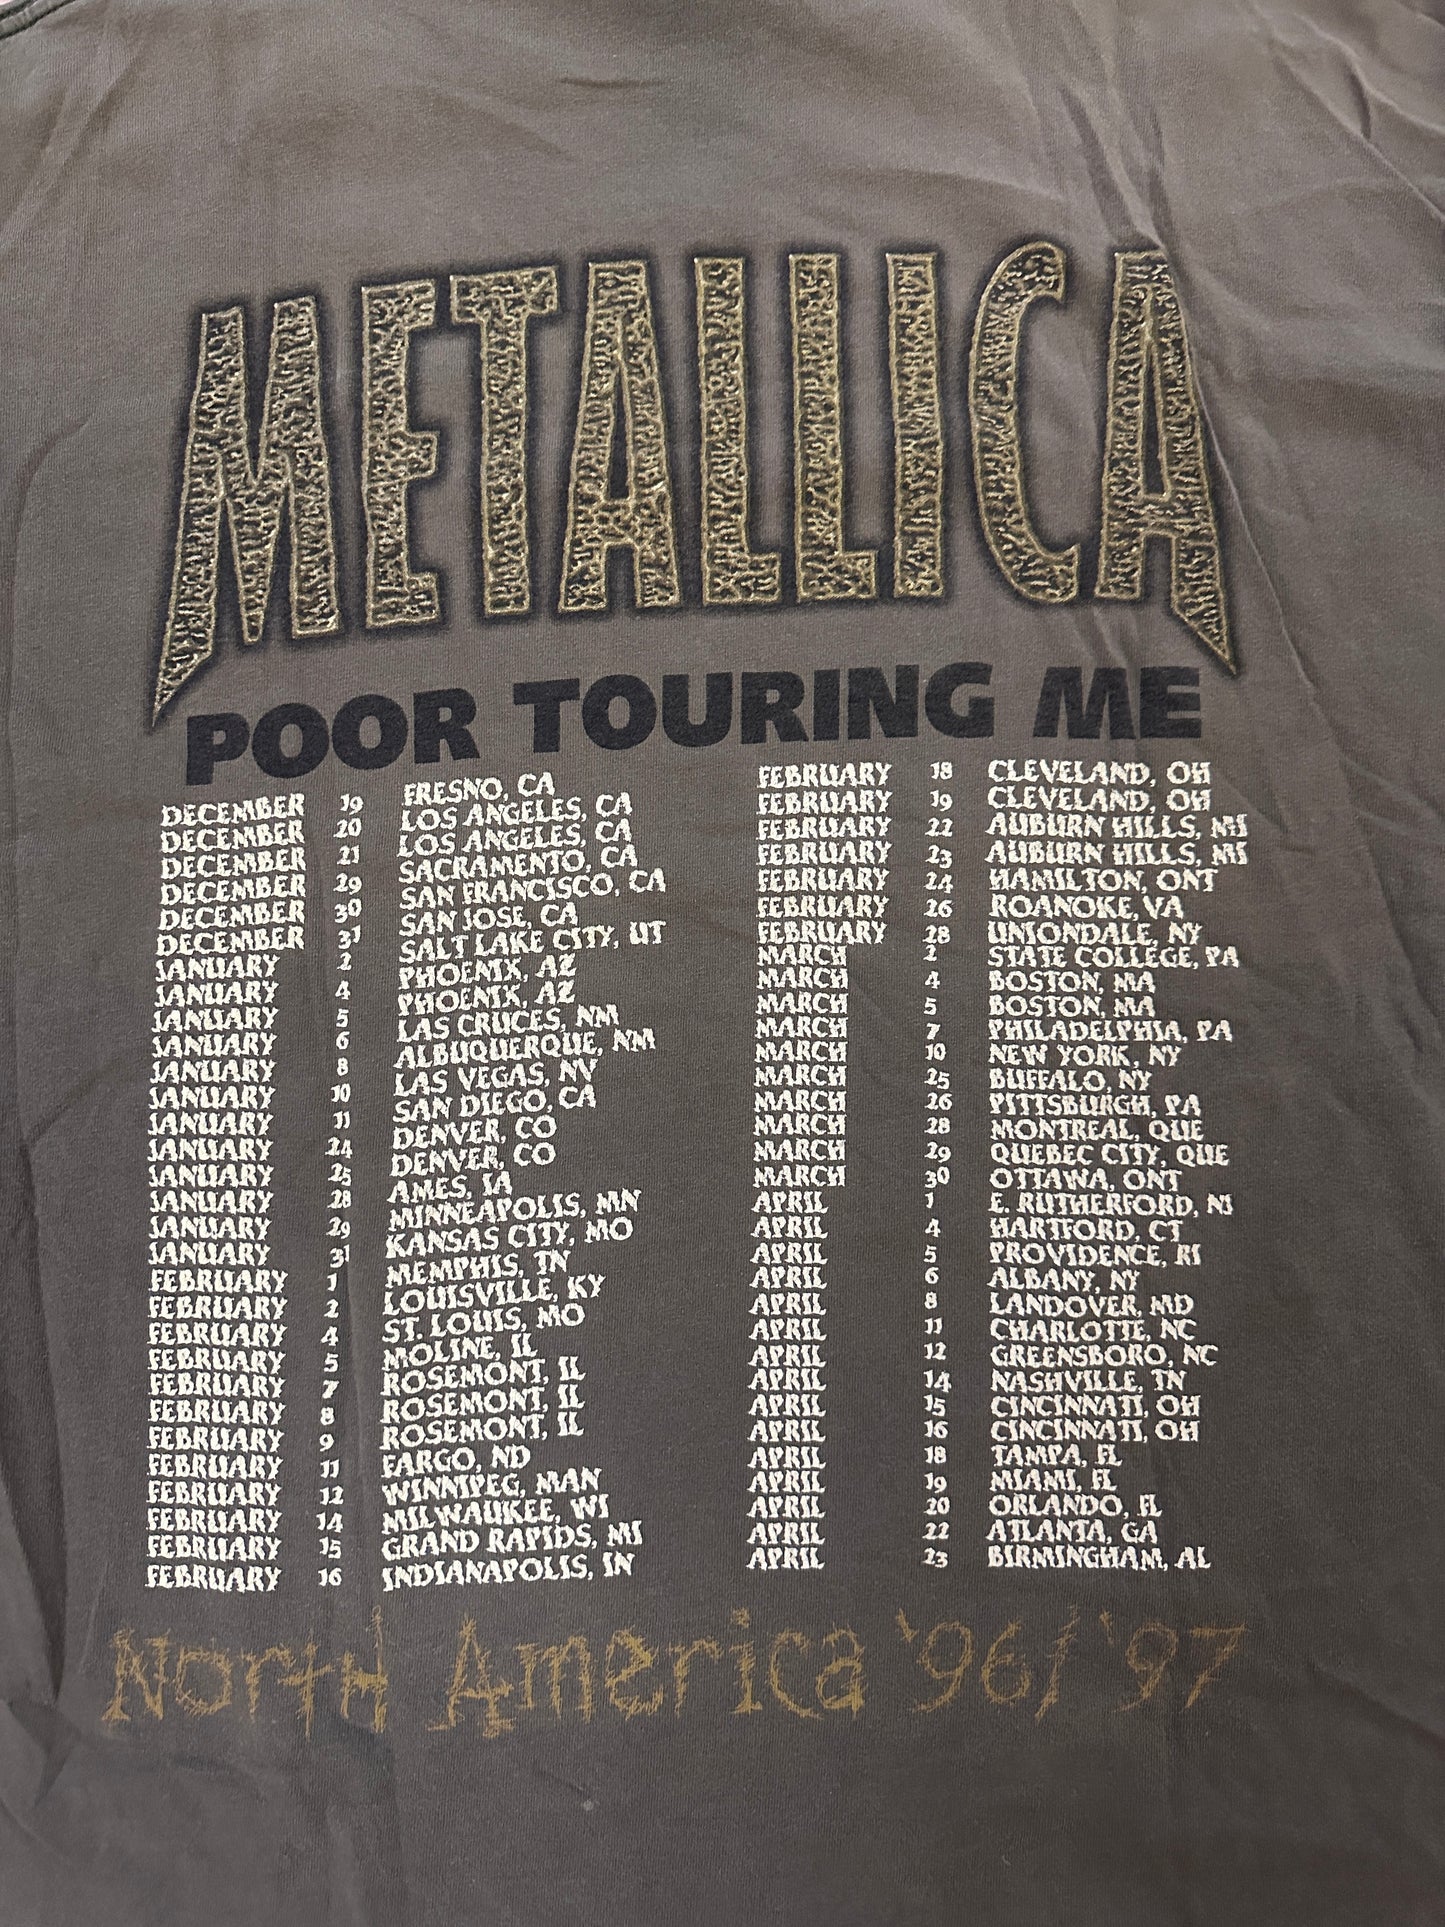 METALLICA
POOR TOURING ME
DECEMBER 19 FRESNO, CA
DECEMBER 20 LOS ANGELES, CA
DECEMBER 21 LOS ANGELES, CA
DECEMBER 29 SACRAMENTO, CA
DECEMBER 30 SAN FRANCISCO, CA
DECEMBER 31 SAN JOSE, CA
JANUARY 2 SALT LAKE CITY, UT
JANUARY 4 PHOENIX, AZ
JANUARY 5 PHOENIX, AZ
JANUARY 6 LAS CRUCES, NM
JANUARY 8 ALBUQUERQUE, NM
JANUARY 10 LAS VEGAS, NV
JANUARY 11 SAN DIEGO, CA
JANUARY 24 DENVER, CO
JANUARY 25 DENVER, CO
JANUARY 28 AMES, IA
JANUARY 29 MINNEAPOLIS, MN
JANUARY 31 KANSAS CITY, MO
FEBRUARY 1 MEMPHIS, TN
FEBRUARY 2 LOUISVILLE, KY
FEBRUARY 4 ST. LOUIS, MO
FEBRUARY 5 MOLINE, IL
FEBRUARY 7 ROSEMONT, IL
FEBRUARY 8 ROSEMONT, IL
FEBRUARY 9 ROSEMONT, IL
FEBRUARY 11 FARGO, ND
FEBRUARY 12 WINNIPEG, MAN
FEBRUARY 14 MILWAUKEE, WI
FEBRUARY 15 GRAND RAPIDS, MI
FEBRUARY 16 INDIANAPOLIS, IN
FEBRUARY 18 CLEVELAND, OH
FEBRUARY 19 CLEVELAND, OH
FEBRUARY 22 AUBURN HILLS, MI
FEBRUARY 23 AUBURN HILLS, MI
FEBRUARY 24 HAMILTON, ONT
FEBRUARY 26 ROANOKE, VA
FEBRUARY 28 UNIONDALE, NY
MARCH 2 STATE COLLEGE, PA
MARCH 4 BOSTON, MA
MARCH 5 BOSTON, MA
MARCH 7 PHILADELPHIA, PA
MARCH 10 NEW YORK, NY
MARCH 25 BUFFALO, NY
MARCH 26 PITTSBURGH, PA
MARCH 28 MONTREAL, QUE
MARCH 29 QUEBEC CITY, QUE
MARCH 30 OTTAWA, ONT
APRIL 1 E. RUTHERFORD, NJ
APRIL 4 HARTFORD, CT
APRIL 5 PROVIDENCE, RI
APRIL 6 ALBANY, NY
APRIL 8 LANDOVER, MD
APRIL 11 CHARLOTTE, NC
APRIL 12 GREENSBORO, NC
APRIL 14 NASHVILLE, TN
APRIL 15 CINCINNATI, OH
APRIL 16 CINCINNATI, OH
APRIL 18 TAMPA, FL
APRIL 19 MIAMI, FL
APRIL 20 ORLANDO, FL
APRIL 22 ATLANTA, GA
APRIL 23 BIRMINGHAM, AL
North America '96/'97